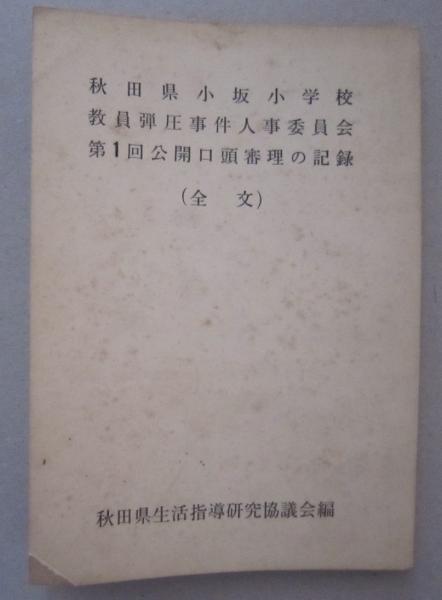 秋田県小坂小学校
教員弾圧事件人事委員会
第1回公開口頭審理の記録
(全文)
秋田県生活指導研究協議会編